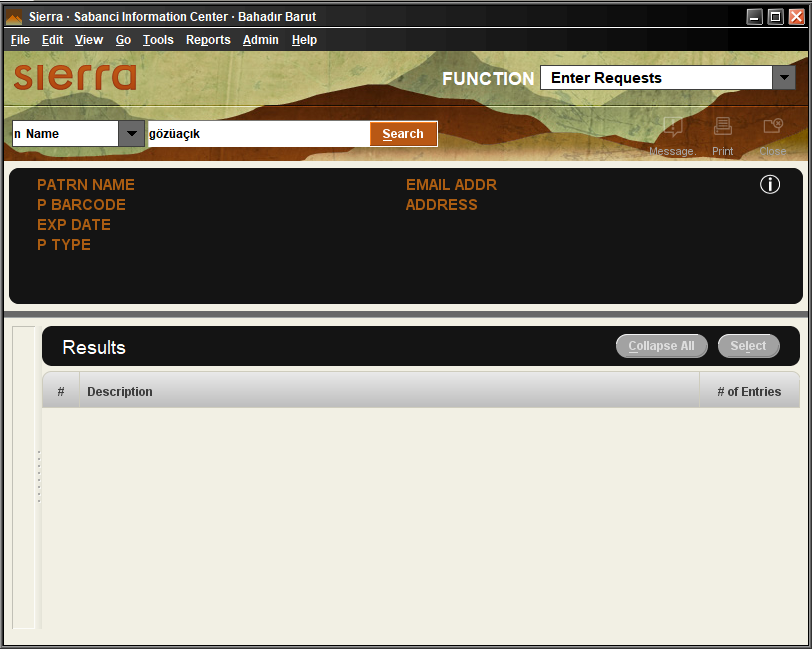 Sierra · Sabanci Information Center · Bahadır Barut
File Edit View Go Tools Reports Admin Help
sierra
FUNCTION Enter Requests
n Name gözüaçık Search
Message. Print Close
PATRN NAME EMAIL ADDR
P BARCODE ADDRESS
EXP DATE
P TYPE
Results Collapse All Select
# Description # of Entries